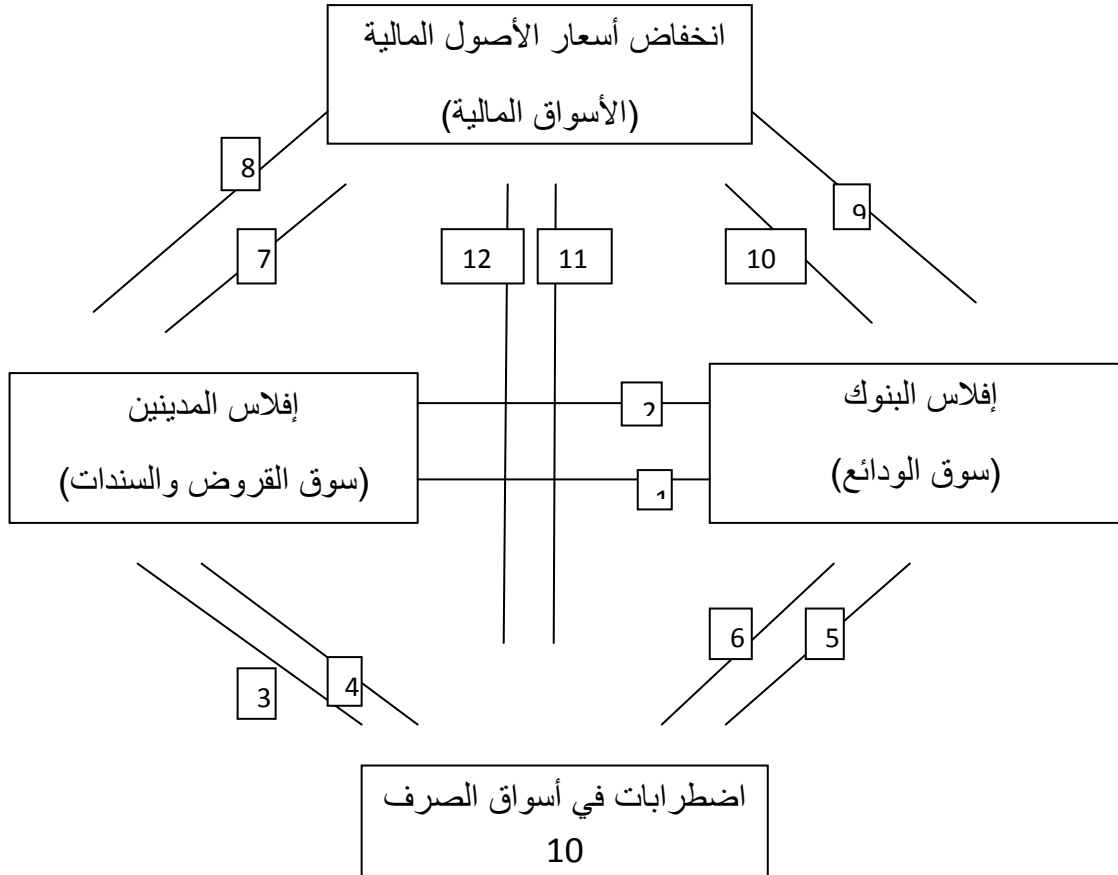 انخفاض أسعار الأصول المالية
(الأسواق المالية)
8
9
7
12
11
10
إفلاس المدينين
(سوق القروض والسندات)
إفلاس البنوك
(سوق الودائع)
2
1
3
4
6
5
اضطرابات في أسواق الصرف
10